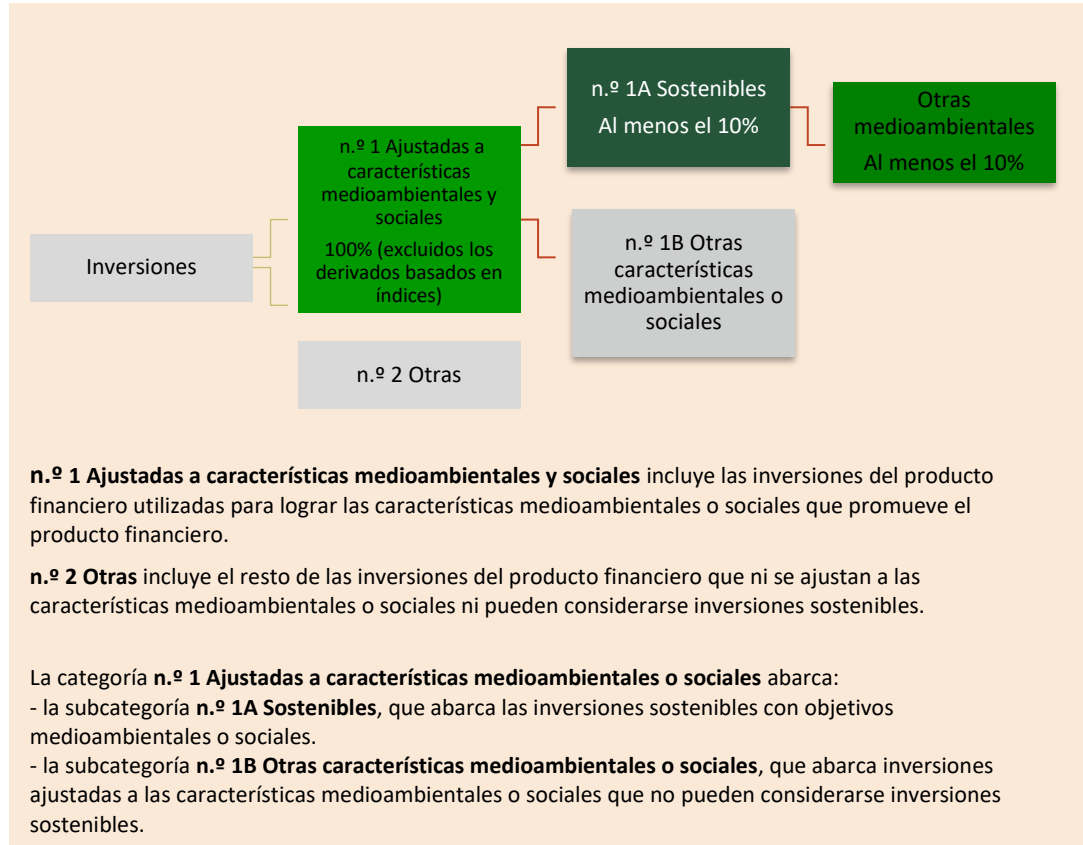 n.º 1A Sostenibles
Al menos el 10%
Otras
medioambientales
Al menos el 10%
n.º 1 Ajustadas a
características
medioambientales y
sociales
100% (excluidos los
derivados basados en
índices)
Inversiones
n.º 1B Otras
características
medioambientales o
sociales
n.º 2 Otras
n.º 1 Ajustadas a características medioambientales y sociales incluye las inversiones del producto
financiero utilizadas para lograr las características medioambientales o sociales que promueve el
producto financiero.
n.º 2 Otras incluye el resto de las inversiones del producto financiero que ni se ajustan a las
características medioambientales o sociales ni pueden considerarse inversiones sostenibles.
La categoría n.º 1 Ajustadas a características medioambientales o sociales abarca:
- la subcategoría n.º 1A Sostenibles, que abarca las inversiones sostenibles con objetivos
medioambientales o sociales.
- la subcategoría n.º 1B Otras características medioambientales o sociales, que abarca inversiones
ajustadas a las características medioambientales o sociales que no pueden considerarse inversiones
sostenibles.